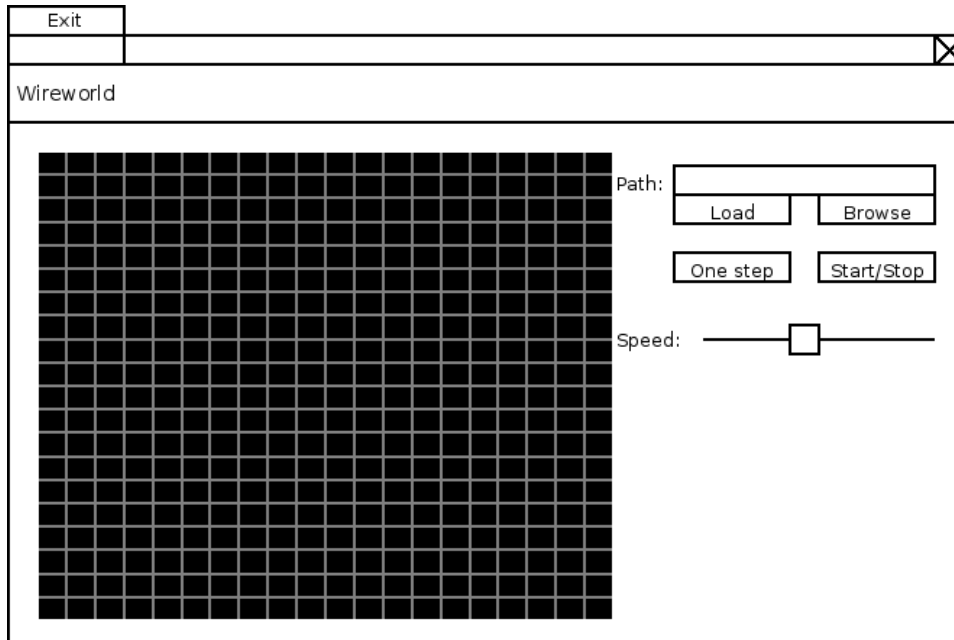 Exit
Wireworld
Path:
Load Browse
One step Start/Stop
Speed: